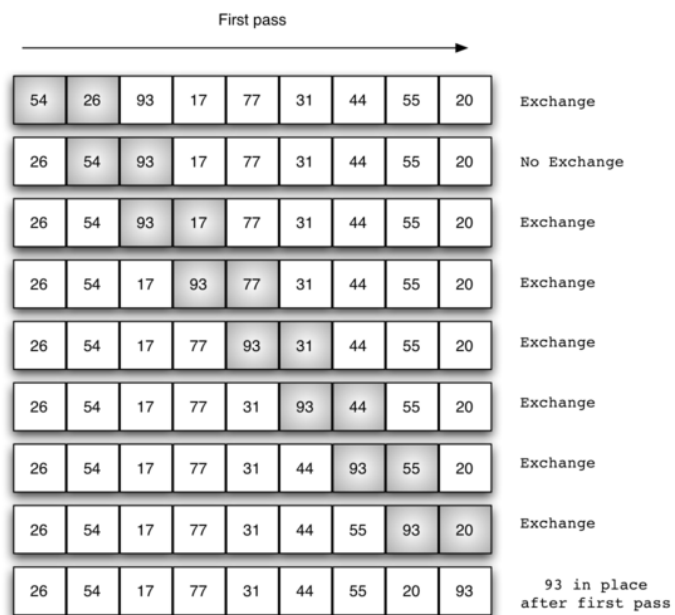 First pass
54 26 93 17 77 31 44 55 20 Exchange
26 54 93 17 77 31 44 55 20 No Exchange
26 54 93 17 77 31 44 55 20 Exchange
26 54 17 93 77 31 44 55 20 Exchange
26 54 17 77 93 31 44 55 20 Exchange
26 54 17 77 31 93 44 55 20 Exchange
26 54 17 77 31 44 93 55 20 Exchange
26 54 17 77 31 44 55 93 20 Exchange
26 54 17 77 31 44 55 20 93 93 in place
after first pass